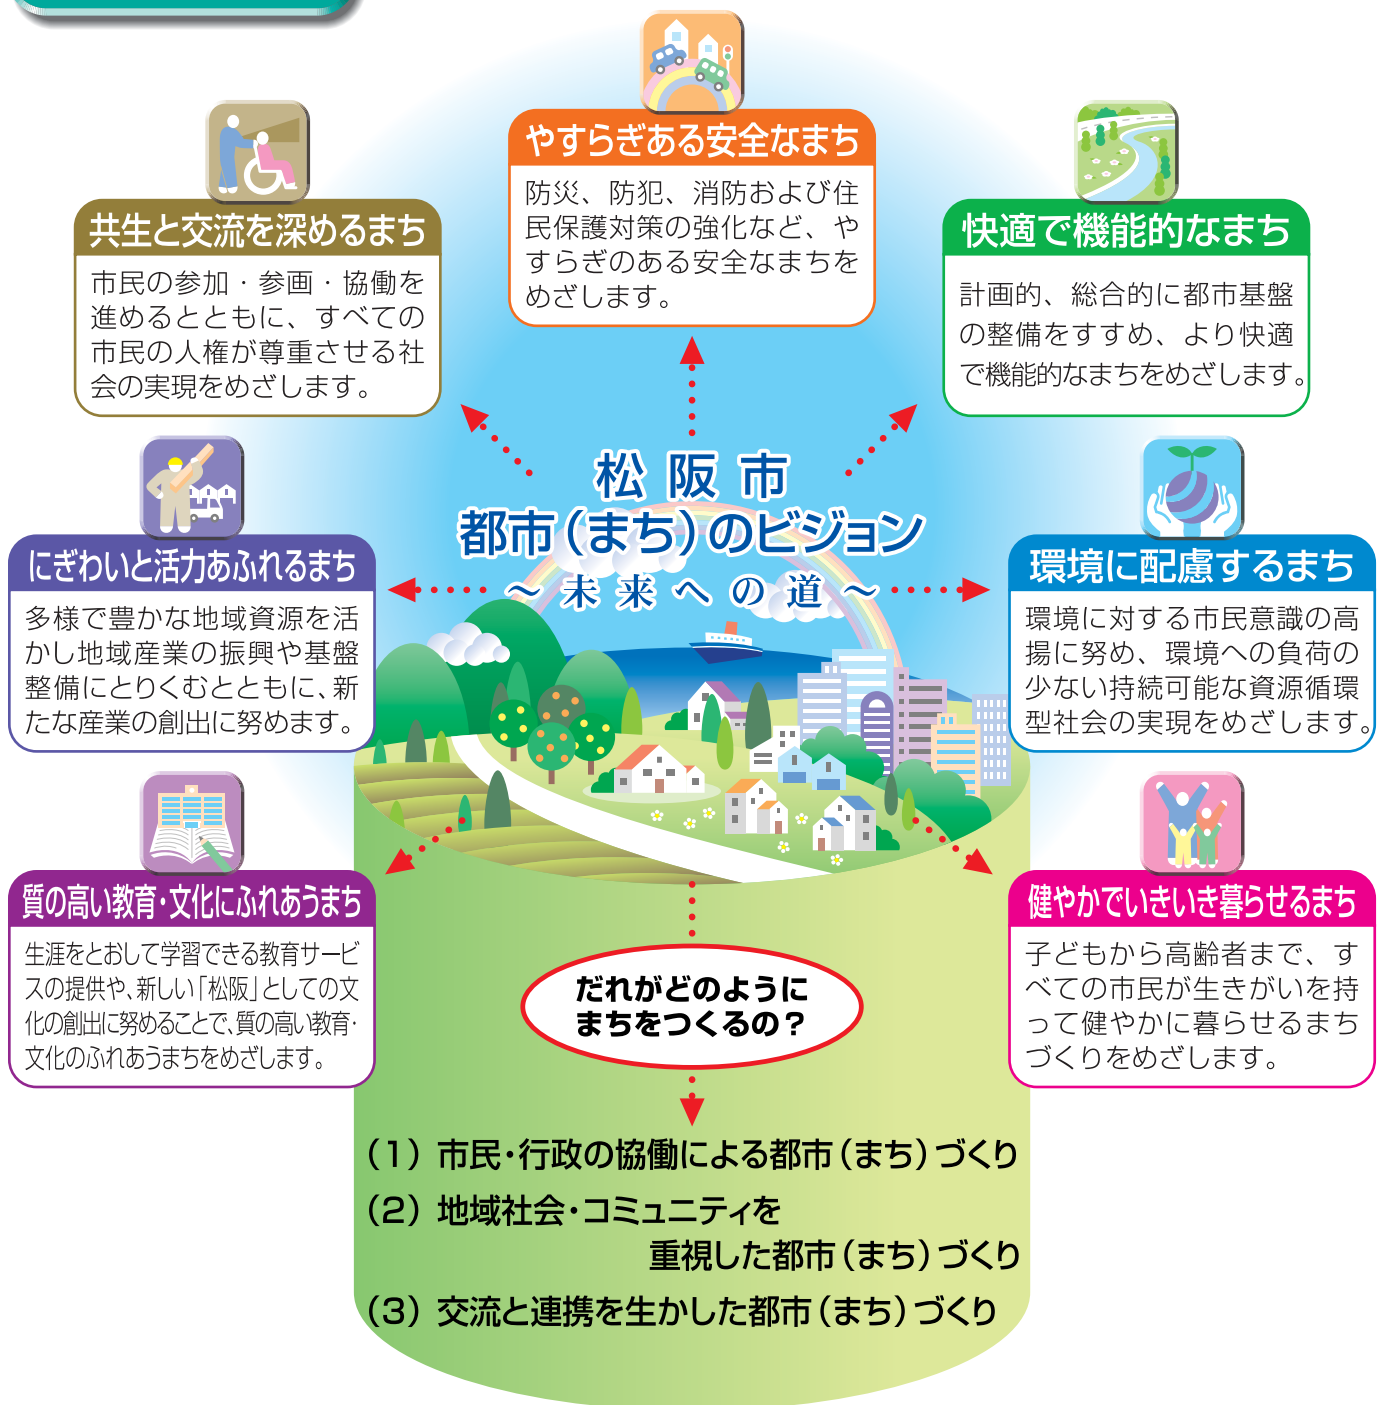 やすらぎある安全なまち
防災、防犯、消防および住
民保護対策の強化など、や
すらぎのある安全なまちを
めざします。
共生と交流を深めるまち
市民の参加・参画・協働を
進めるとともに、すべての
市民の人権が尊重させる社
会の実現をめざします。
快適で機能的なまち
計画的、総合的に都市基盤
の整備をすすめ、より快適
で機能的なまちをめざします。
松阪市
都市（まち）のビジョン
～未来への道～
にぎわいと活力あふれるまち
多様で豊かな地域資源を活
かし地域産業の振興や基盤
整備にとりくむとともに、新
たな産業の創出に努めます。
環境に配慮するまち
環境に対する市民意識の高
揚に努め、環境への負荷の
少ない持続可能な資源循環
型社会の実現をめざします。
質の高い教育・文化にふれあうまち
生涯をとおして学習できる教育サービ
スの提供や、新しい「松阪」としての文
化の創出に努めることで、質の高い教育・
文化のふれあうまちをめざします。
健やかでいきいき暮らせるまち
子どもから高齢者まで、す
べての市民が生きがいを持
って健やかに暮らせるまち
づくりをめざします。
だれがどのように
まちをつくるの？
（1）市民・行政の協働による都市（まち）づくり
（2）地域社会・コミュニティを
重視した都市（まち）づくり
（3）交流と連携を生かした都市（まち）づくり